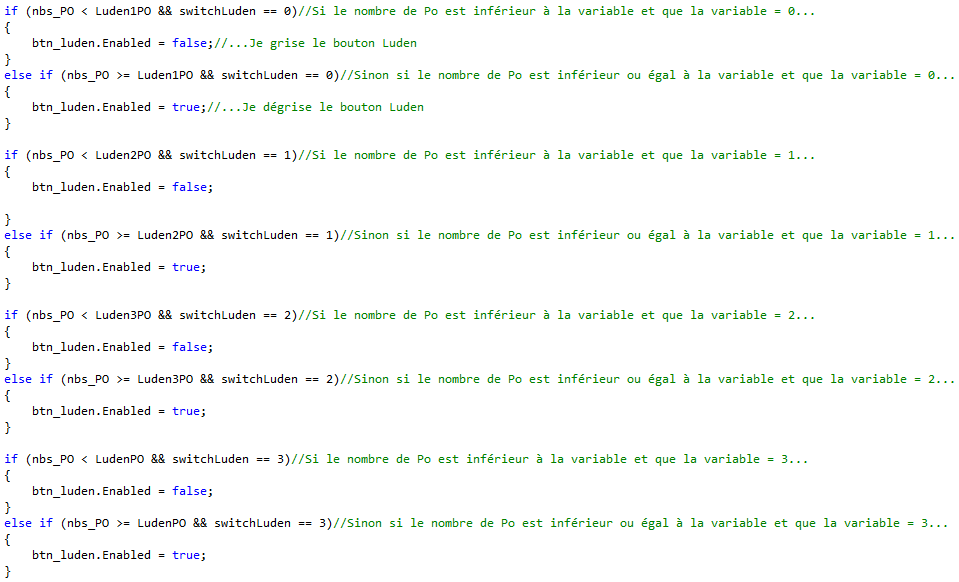 if (nbs_PO < Luden1PO && switchLuden == 0)//Si le nombre de Po est inférieur à la variable et que la variable = 0...
{
    btn_luden.Enabled = false;//...Je grise le bouton Luden
}
else if (nbs_PO >= Luden1PO && switchLuden == 0)//Sinon si le nombre de Po est inférieur ou égal à la variable et que la variable = 0...
{
    btn_luden.Enabled = true;//...Je dégrise le bouton Luden
}

if (nbs_PO < Luden2PO && switchLuden == 1)//Si le nombre de Po est inférieur à la variable et que la variable = 1...
{
    btn_luden.Enabled = false;

}
else if (nbs_PO >= Luden2PO && switchLuden == 1)//Sinon si le nombre de Po est inférieur ou égal à la variable et que la variable = 1...
{
    btn_luden.Enabled = true;
}

if (nbs_PO < Luden3PO && switchLuden == 2)//Si le nombre de Po est inférieur à la variable et que la variable = 2...
{
    btn_luden.Enabled = false;
}
else if (nbs_PO >= Luden3PO && switchLuden == 2)//Sinon si le nombre de Po est inférieur ou égal à la variable et que la variable = 2...
{
    btn_luden.Enabled = true;
}

if (nbs_PO < LudenPO && switchLuden == 3)//Si le nombre de Po est inférieur à la variable et que la variable = 3...
{
    btn_luden.Enabled = false;
}
else if (nbs_PO >= LudenPO && switchLuden == 3)//Sinon si le nombre de Po est inférieur ou égal à la variable et que la variable = 3...
{
    btn_luden.Enabled = true;
}